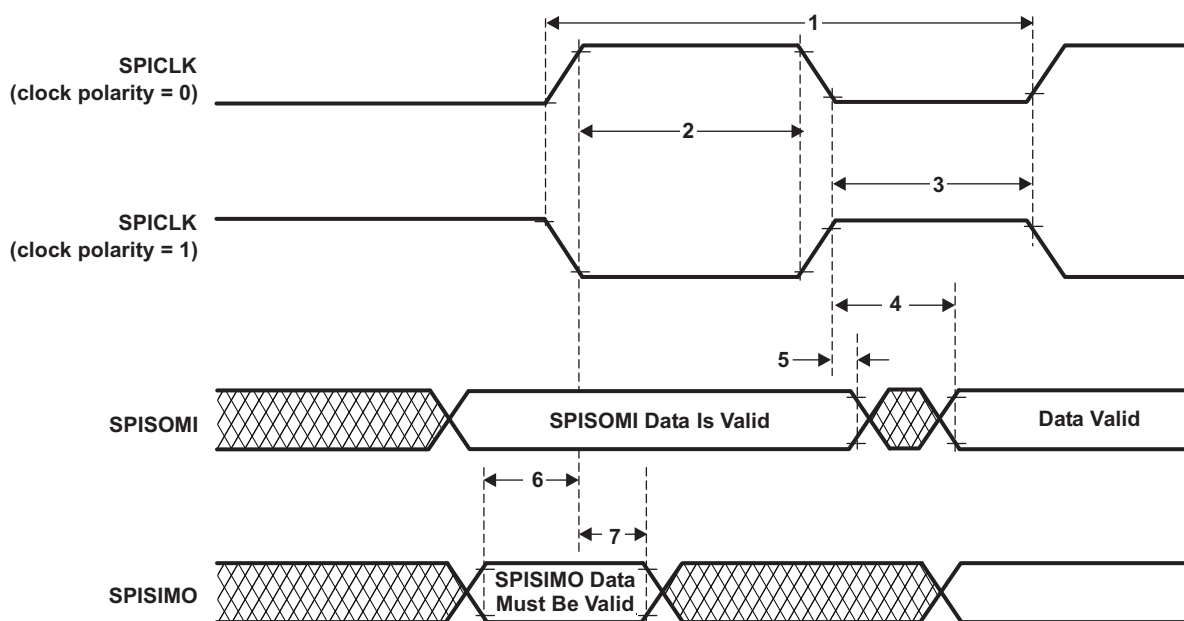 1
SPICLK
(clock polarity = 0)
2
3
SPICLK
(clock polarity = 1)
4
5
SPISOMI
SPISOMI Data Is Valid
Data Valid
6
7
SPISIMO
SPISIMO Data
Must Be Valid